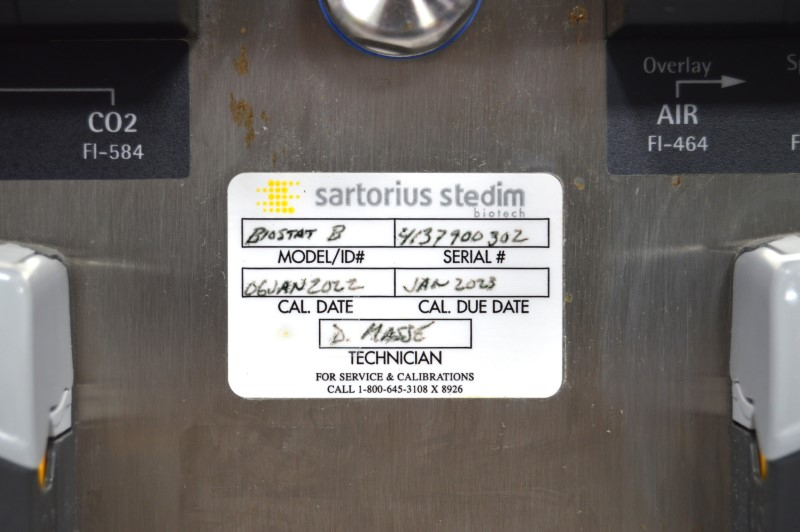 Overlay
CO2
AIR
FI-584
FI-464
sartorius stedim
biotech
BIOSTAT B 4137900302
MODEL/ID# SERIAL #
06JAN2022 JAN 2023
CAL. DATE CAL. DUE DATE
D. MASSE
TECHNICIAN
FOR SERVICE & CALIBRATIONS
CALL 1-800-645-3108 X 8926